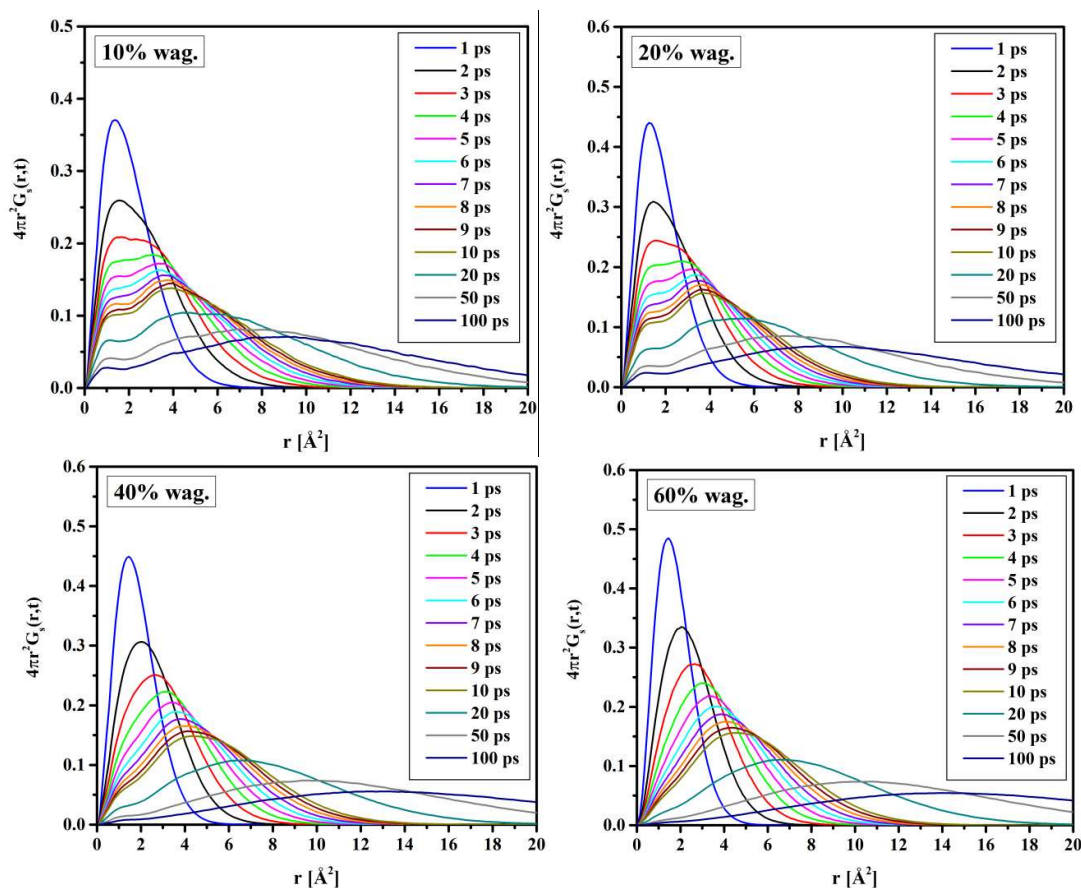 10% wag.
0.5
0.4
0.3
0.2
0.1
0.0
4πr²Gₛ(r,t)
0 2 4 6 8 10 12 14 16 18 20
r [Å²]
1 ps
2 ps
3 ps
4 ps
5 ps
6 ps
7 ps
8 ps
9 ps
10 ps
20 ps
50 ps
100 ps
20% wag.
0.6
0.5
0.4
0.3
0.2
0.1
0.0
4πr²Gₛ(r,t)
0 2 4 6 8 10 12 14 16 18 20
r [Å²]
1 ps
2 ps
3 ps
4 ps
5 ps
6 ps
7 ps
8 ps
9 ps
10 ps
20 ps
50 ps
100 ps
40% wag.
0.6
0.5
0.4
0.3
0.2
0.1
0.0
4πr²Gₛ(r,t)
0 2 4 6 8 10 12 14 16 18 20
r [Å²]
1 ps
2 ps
3 ps
4 ps
5 ps
6 ps
7 ps
8 ps
9 ps
10 ps
20 ps
50 ps
100 ps
60% wag.
0.6
0.5
0.4
0.3
0.2
0.1
0.0
4πr²Gₛ(r,t)
0 2 4 6 8 10 12 14 16 18 20
r [Å²]
1 ps
2 ps
3 ps
4 ps
5 ps
6 ps
7 ps
8 ps
9 ps
10 ps
20 ps
50 ps
100 ps